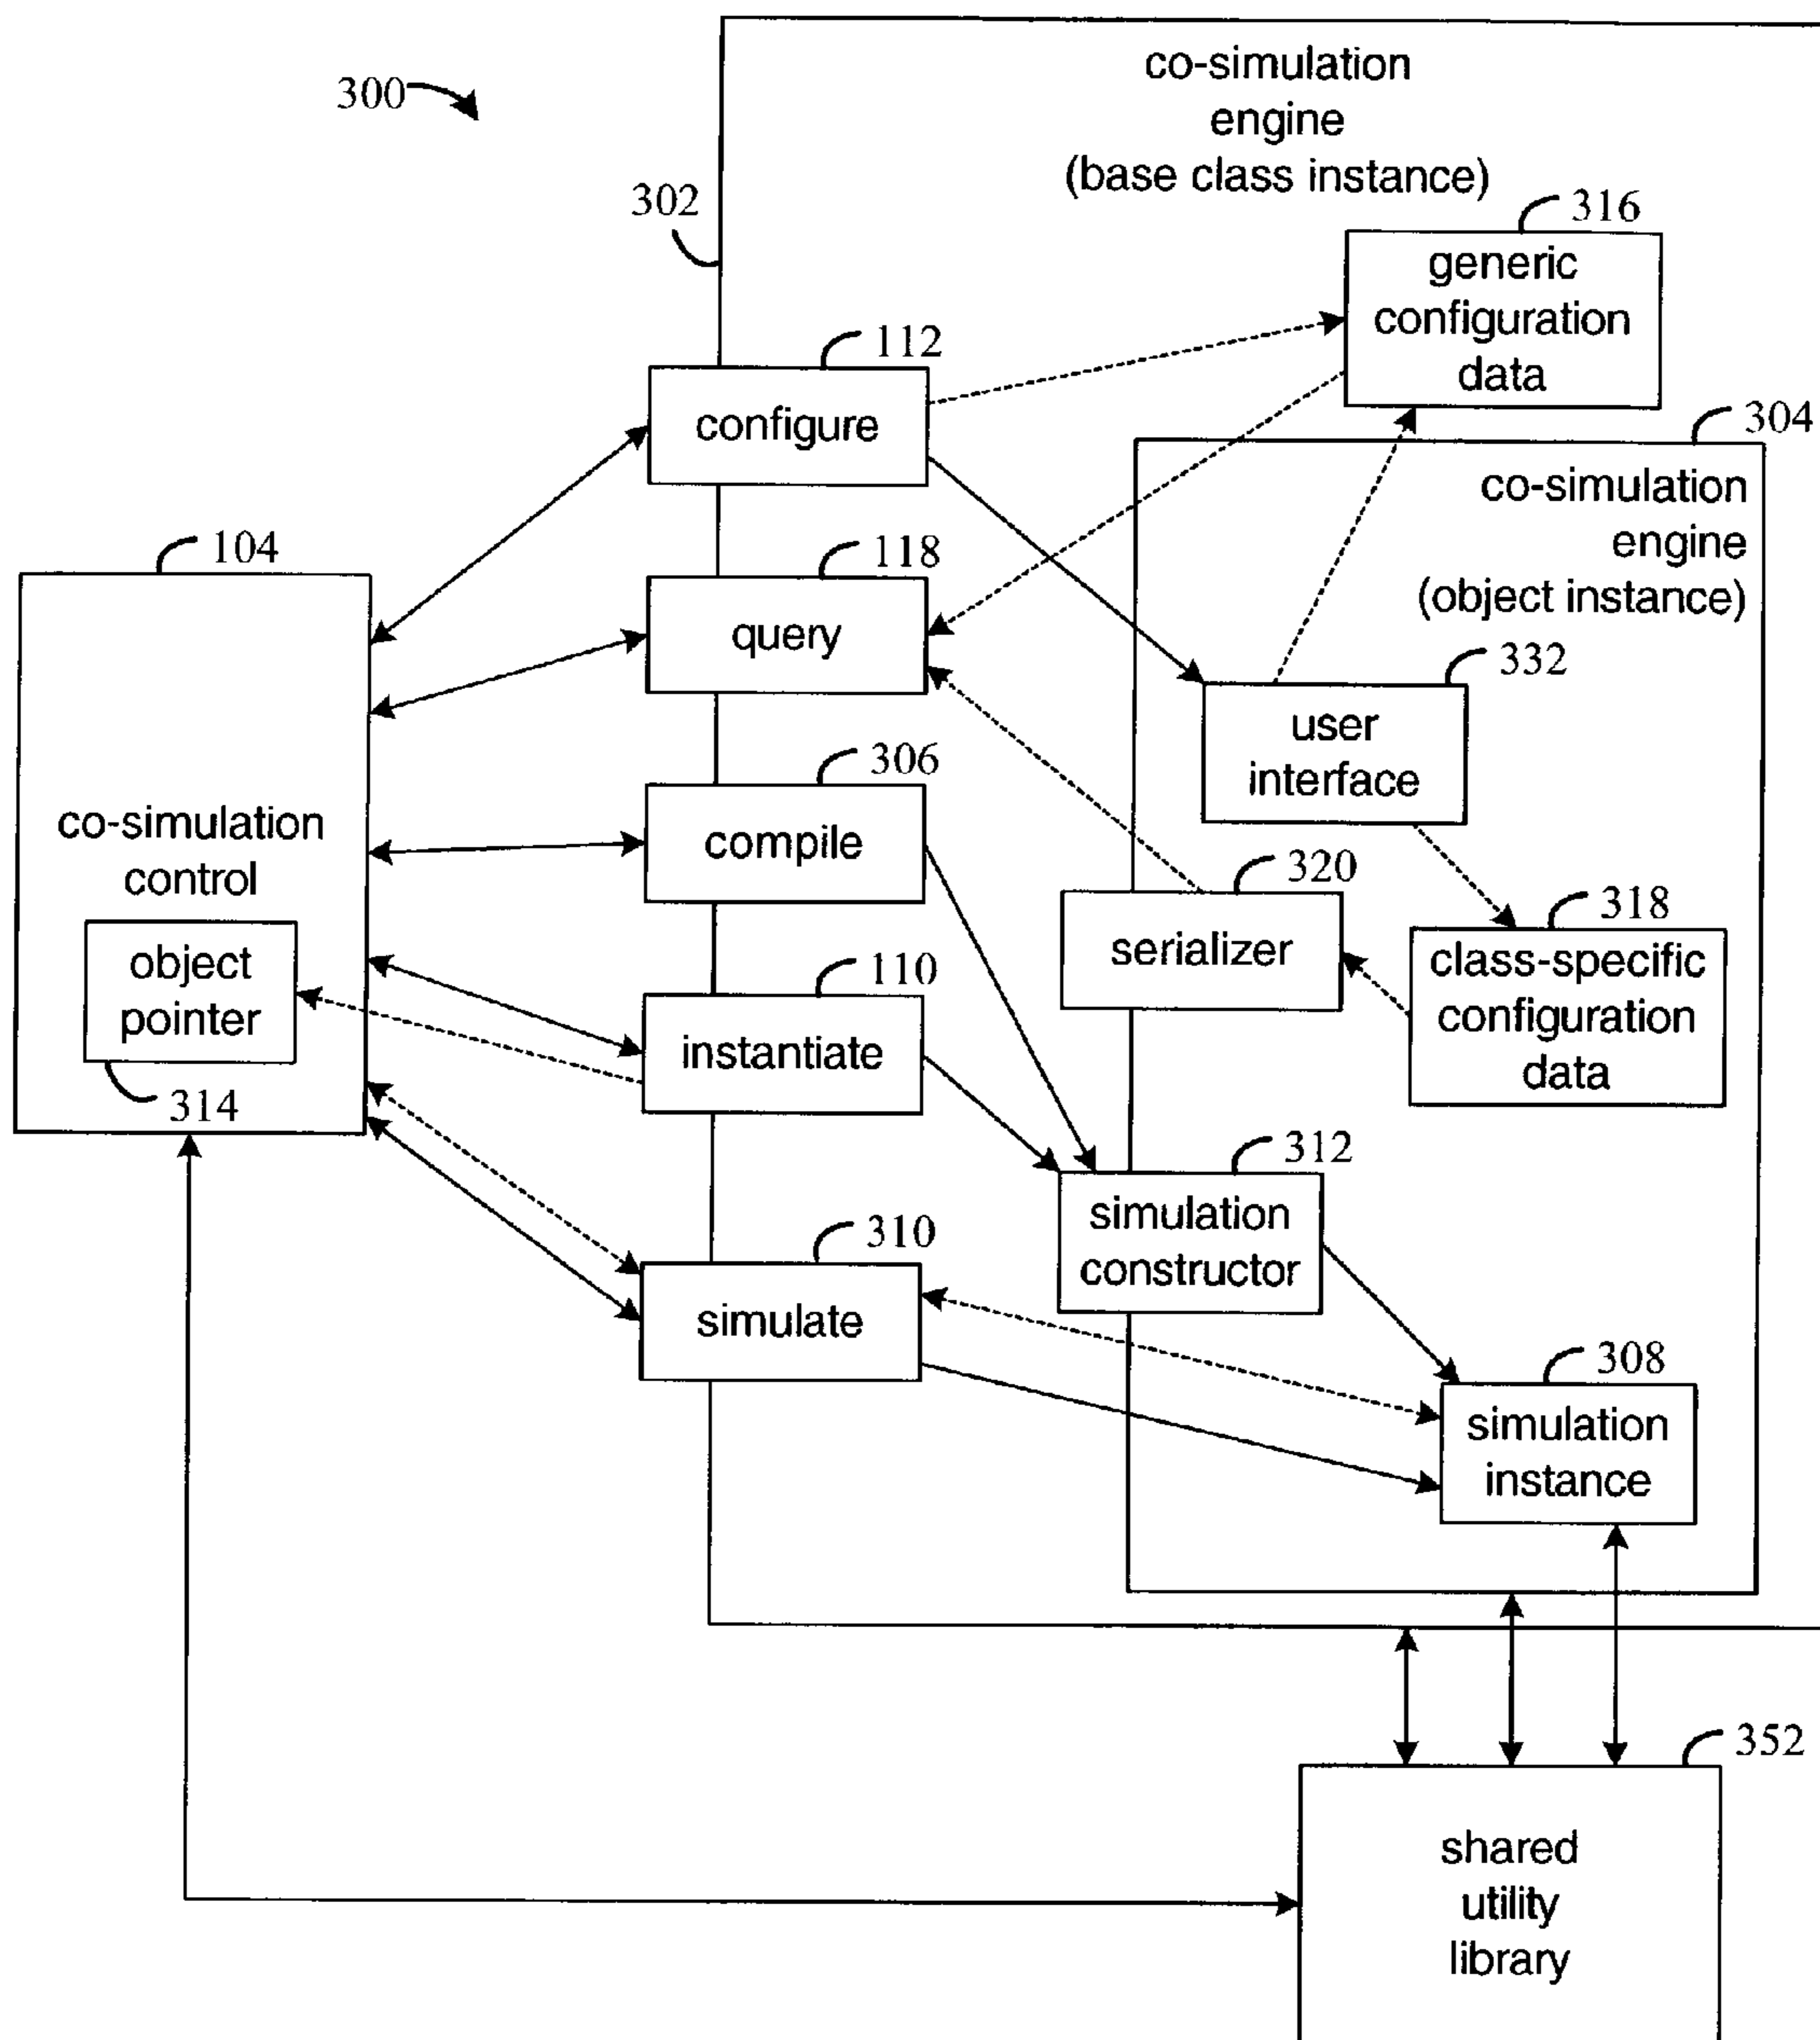 300
co-simulation
engine
(base class instance)
302
316
generic
configuration
data
112
configure
304
co-simulation
engine
(object instance)
104
118
query
332
user
interface
306
compile
co-simulation
control
320
serializer
318
class-specific
configuration
data
object
pointer
314
110
instantiate
312
simulation
constructor
310
simulate
308
simulation
instance
352
shared
utility
library